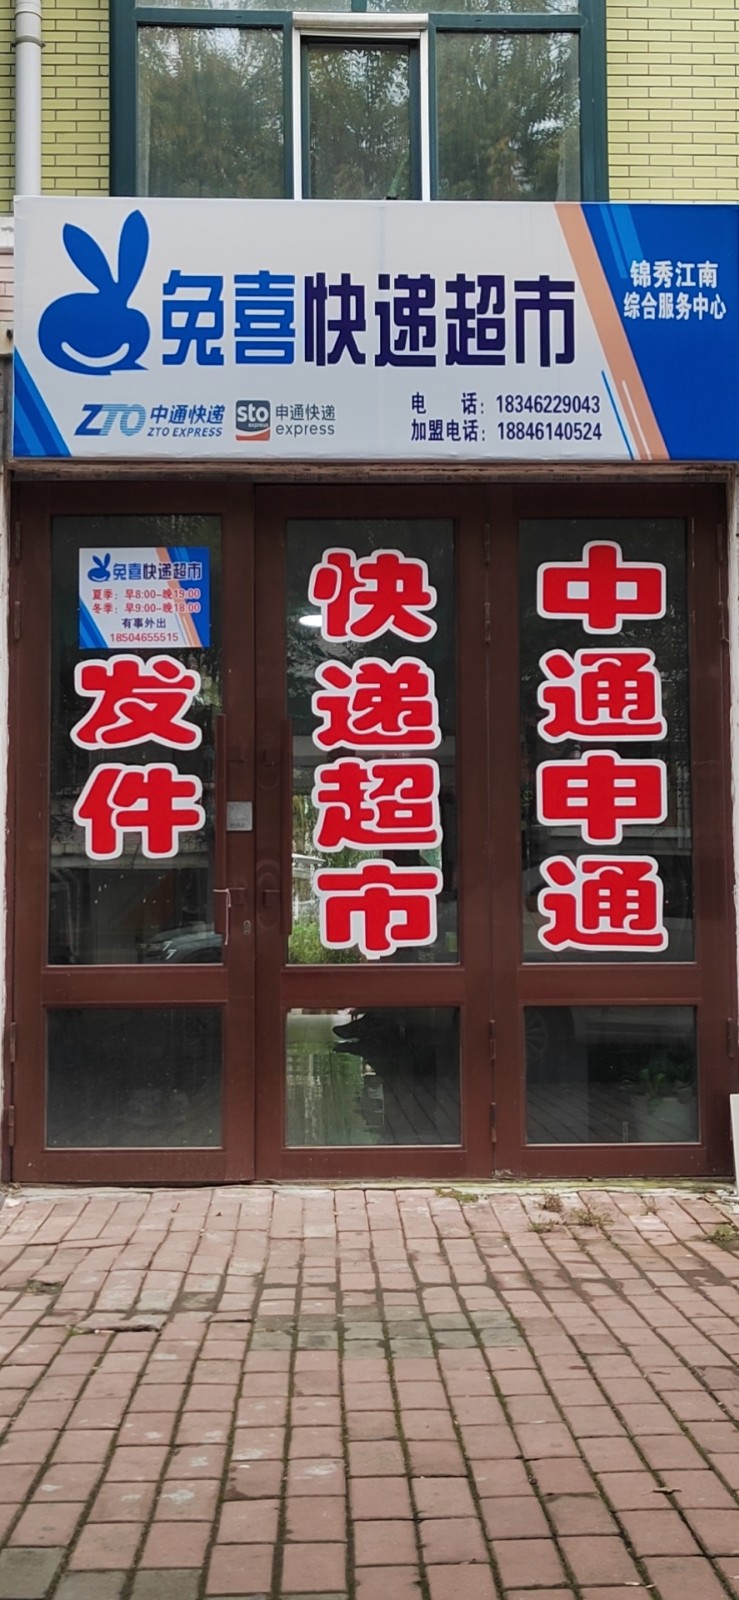 兔喜快递超市
锦秀江南
综合服务中心
ZTO 中通快递
ZTO EXPRESS
sto express 申通快递
express
电 话：18346229043
加盟电话：18846140524
兔喜快递超市
夏季：早8:00-晚19:00
冬季：早9:00-晚18:00
有事外出
18504655515
发件
快递超市
中通申通